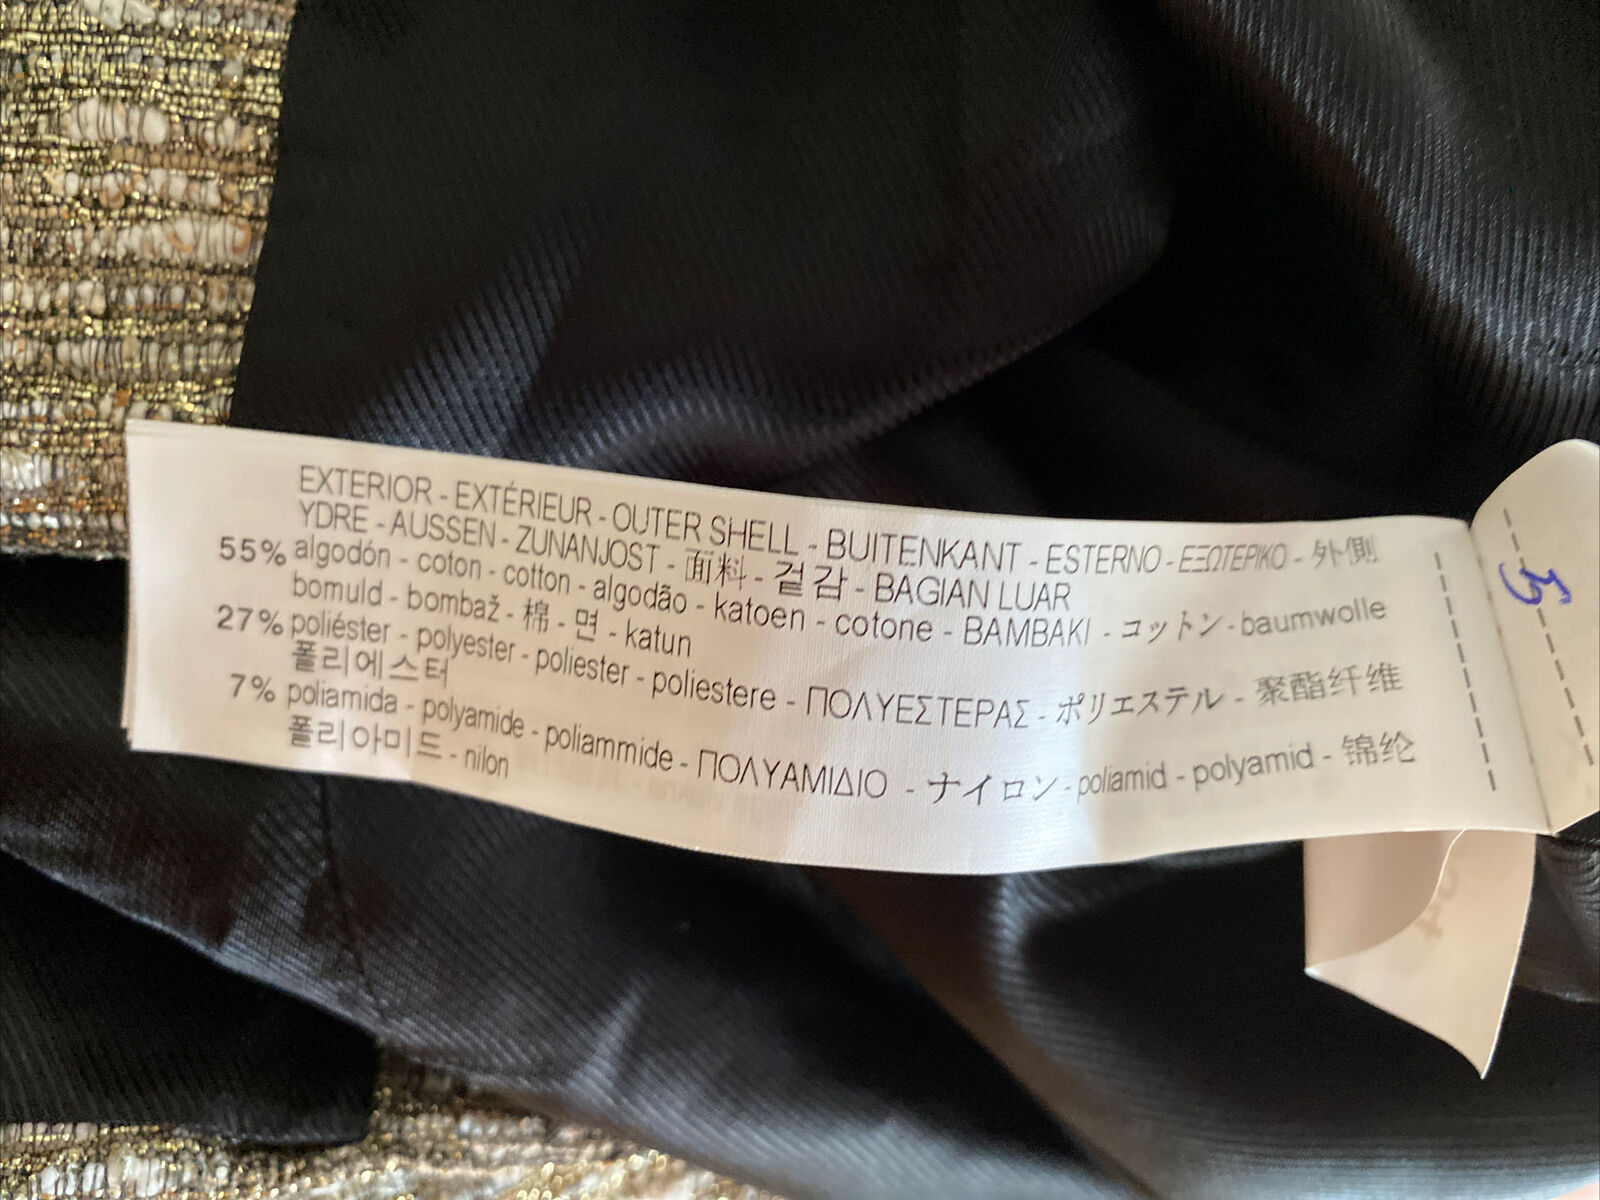 EXTERIOR - EXTÉRIEUR - OUTER SHELL - BUITENKANT - ESTERNO - ΕΞΩΤΕΡΙΚΟ - 外側
YDRE - AUSSEN - ZUNANJOST - 面料 - 겉감 - BAGIAN LUAR
55% algodón - coton - cotton - algodão - katoen - cotone - BAMBAKI - コットン - baumwolle
bomuld - bombaž - 棉 - 면 - katun
27% poliéster - polyester - poliester - poliestere - ΠΟΛΥΕΣΤΕΡΑΣ - ポリエステル - 聚酯纤维
폴리에스터
7% poliamida - polyamide - poliammide - ΠΟΛΥΑΜΙΔΙΟ - ナイロン - poliamid - polyamid - 锦纶
폴리아미드 - nilon
5